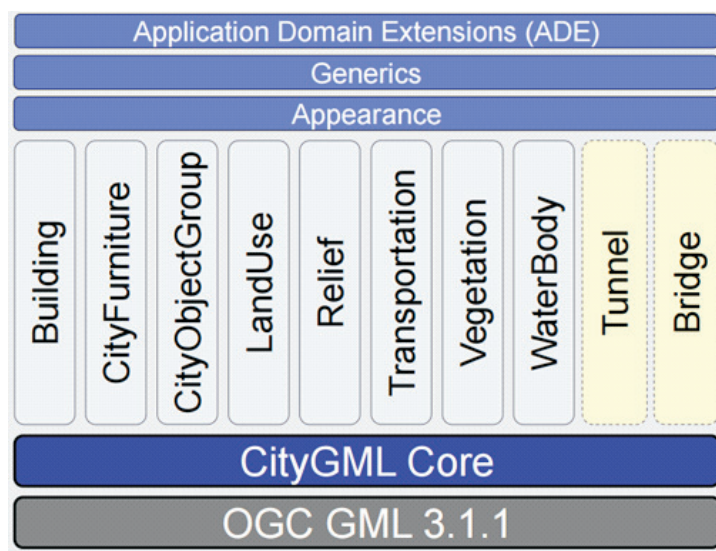 Application Domain Extensions (ADE)
Generics
Appearance
Building
CityFurniture
CityObjectGroup
LandUse
Relief
Transportation
Vegetation
WaterBody
Tunnel
Bridge
CityGML Core
OGC GML 3.1.1